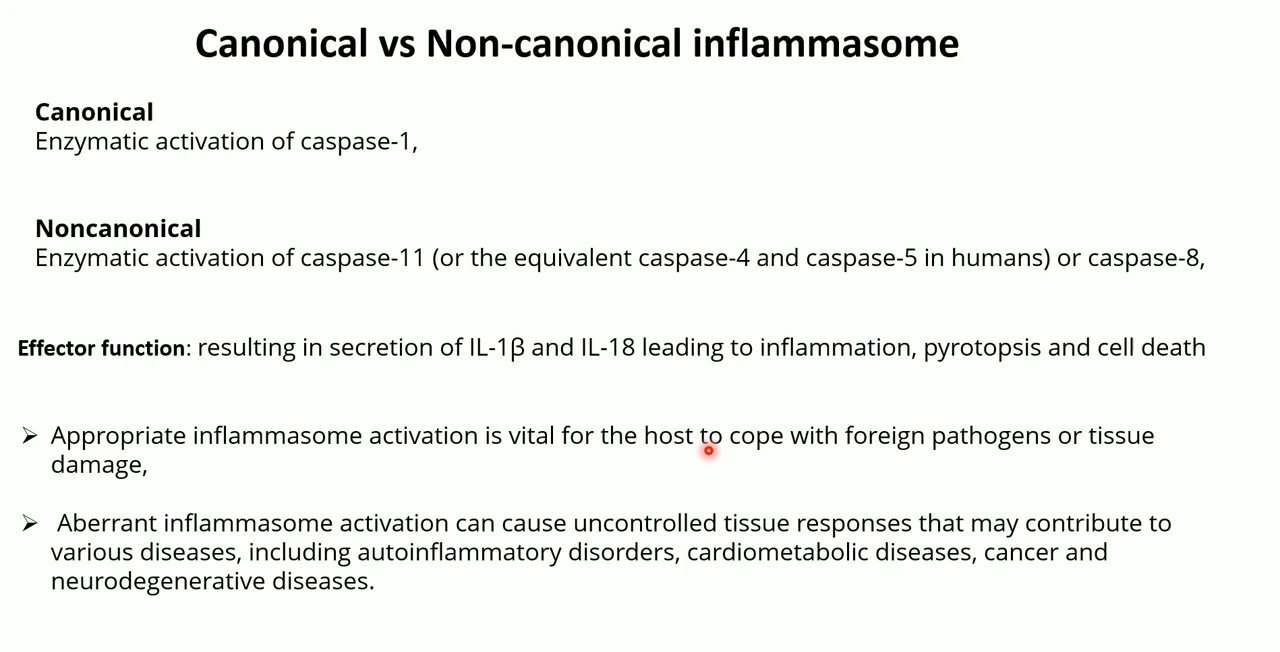 Canonical vs Non-canonical inflammasome
Canonical
Enzymatic activation of caspase-1,
Noncanonical
Enzymatic activation of caspase-11 (or the equivalent caspase-4 and caspase-5 in humans) or caspase-8,
Effector function: resulting in secretion of IL-1β and IL-18 leading to inflammation, pyrotopsis and cell death
➢ Appropriate inflammasome activation is vital for the host to cope with foreign pathogens or tissue
damage,
➢ Aberrant inflammasome activation can cause uncontrolled tissue responses that may contribute to
various diseases, including autoinflammatory disorders, cardiometabolic diseases, cancer and
neurodegenerative diseases.